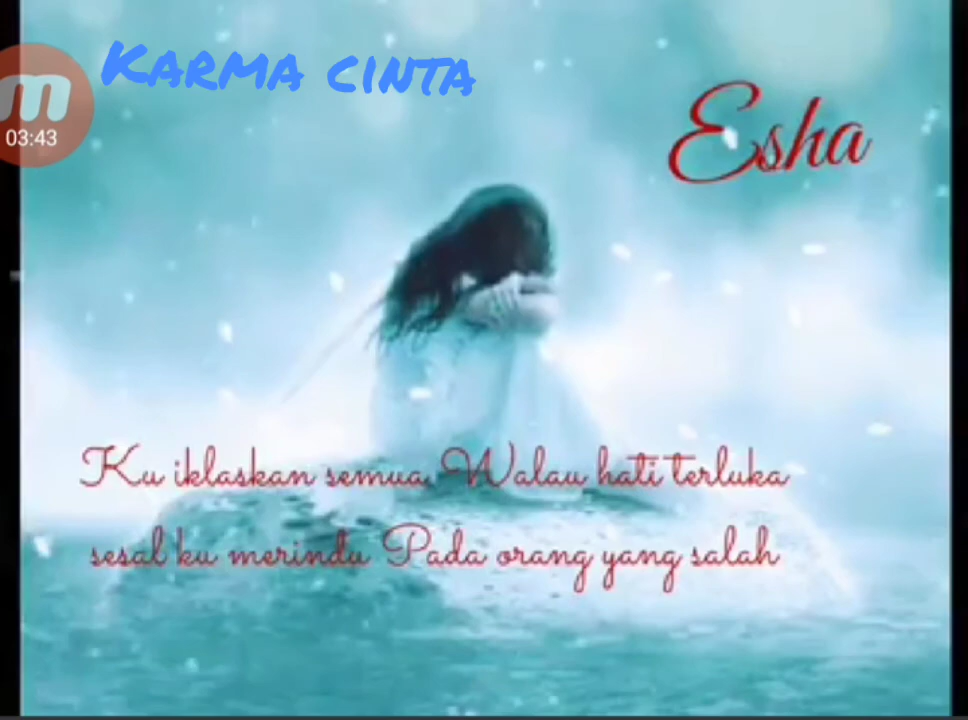 Karma cinta
m
03:43
Esha
Ku iklaskan semua Walau hati terluka
sesal ku merindu Pada orang yang salah